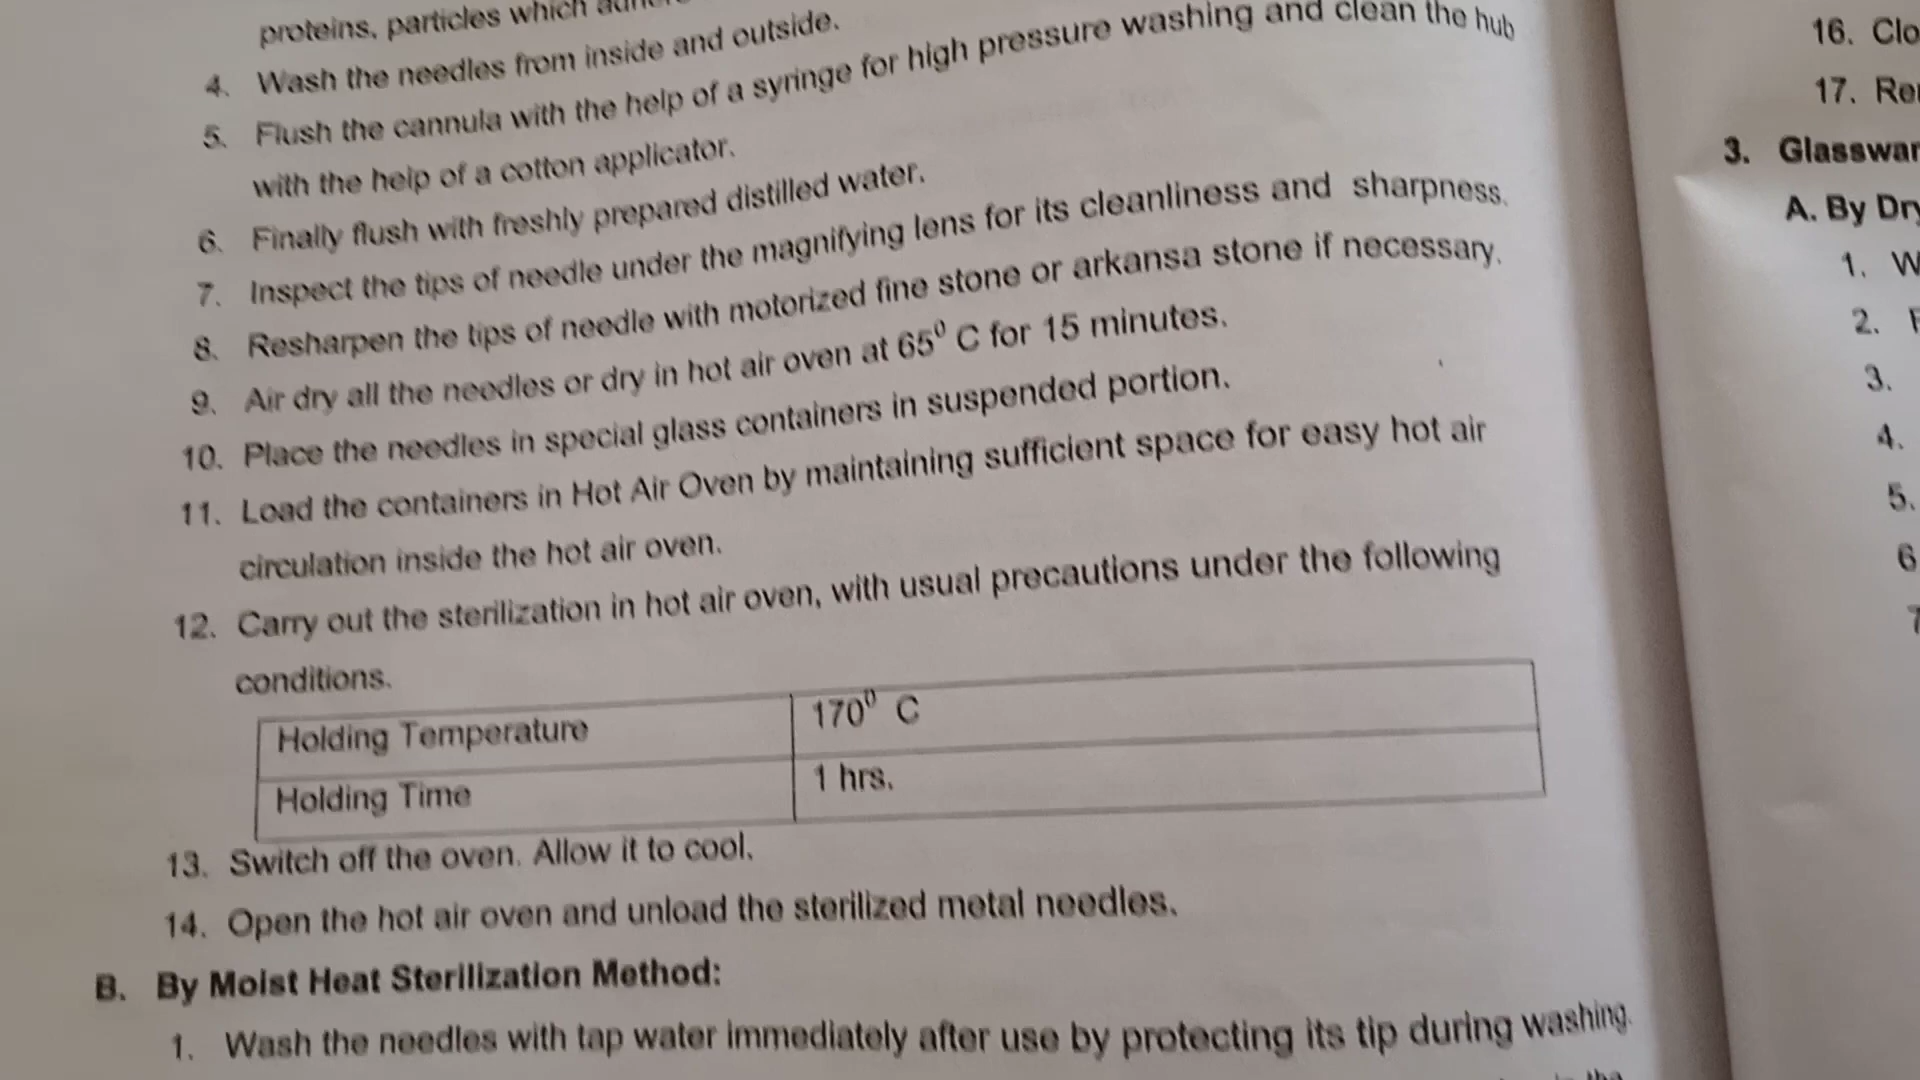 proteins, particles which
4. Wash the needles from inside and outside.
5. Flush the cannula with the help of a syringe for high pressure washing and clean the hub
with the help of a cotton applicator.
6. Finally flush with freshly prepared distilled water.
7. Inspect the tips of needle under the magnifying lens for its cleanliness and sharpness.
8. Resharpen the tips of needle with motorized fine stone or arkansa stone if necessary.
9. Air dry all the needles or dry in hot air oven at 65⁰ C for 15 minutes.
10. Place the needles in special glass containers in suspended portion.
11. Load the containers in Hot Air Oven by maintaining sufficient space for easy hot air
circulation inside the hot air oven.
12. Carry out the sterilization in hot air oven, with usual precautions under the following
conditions.
Holding Temperature 170⁰ C
Holding Time 1 hrs.
13. Switch off the oven. Allow it to cool.
14. Open the hot air oven and unload the sterilized metal needles.
B. By Moist Heat Sterilization Method:
1. Wash the needles with tap water immediately after use by protecting its tip during washing.
16.
17.
3.
A. By
1.
2.
3.
4.
5.
6
7